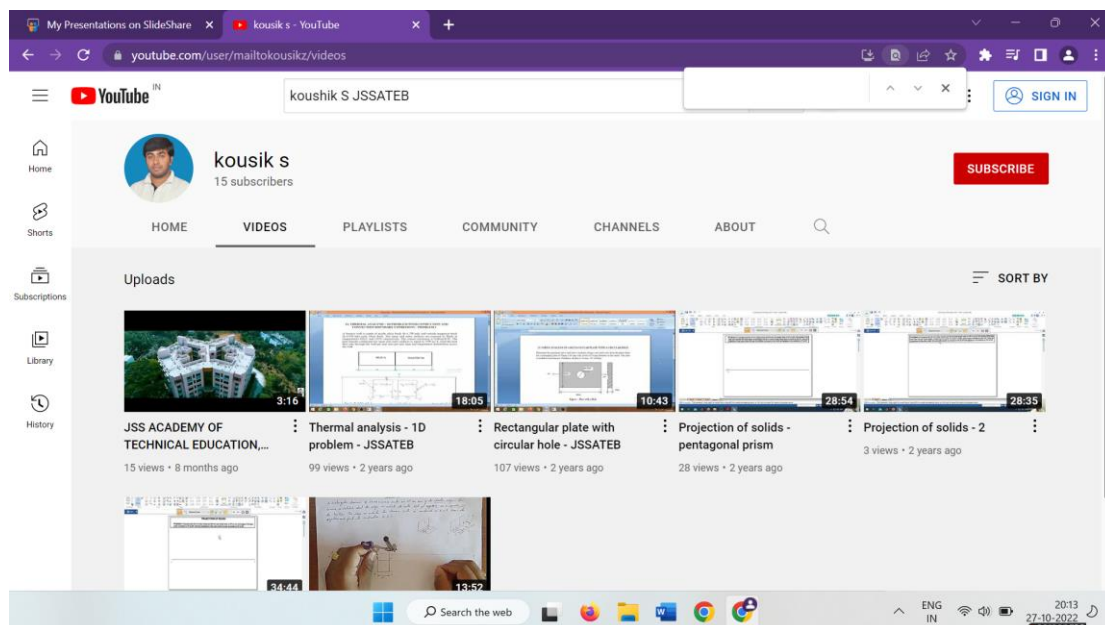 My Presentations on SlideShare
kousik s - YouTube
youtube.com/user/mailtokousikz/videos
YouTube IN
koushik S JSSATEB
SIGN IN
Home
Shorts
Subscriptions
Library
History
kousik s
15 subscribers
SUBSCRIBE
HOME VIDEOS PLAYLISTS COMMUNITY CHANNELS ABOUT
Uploads
SORT BY
3:16
18:05
10:43
28:54
28:35
JSS ACADEMY OF
TECHNICAL EDUCATION,...
15 views • 8 months ago
Thermal analysis - 1D
problem - JSSATEB
99 views • 2 years ago
Rectangular plate with
circular hole - JSSATEB
107 views • 2 years ago
Projection of solids -
pentagonal prism
28 views • 2 years ago
Projection of solids - 2
3 views • 2 years ago
34:44
13:52
Search the web
ENG
IN
20:13
27-10-2022